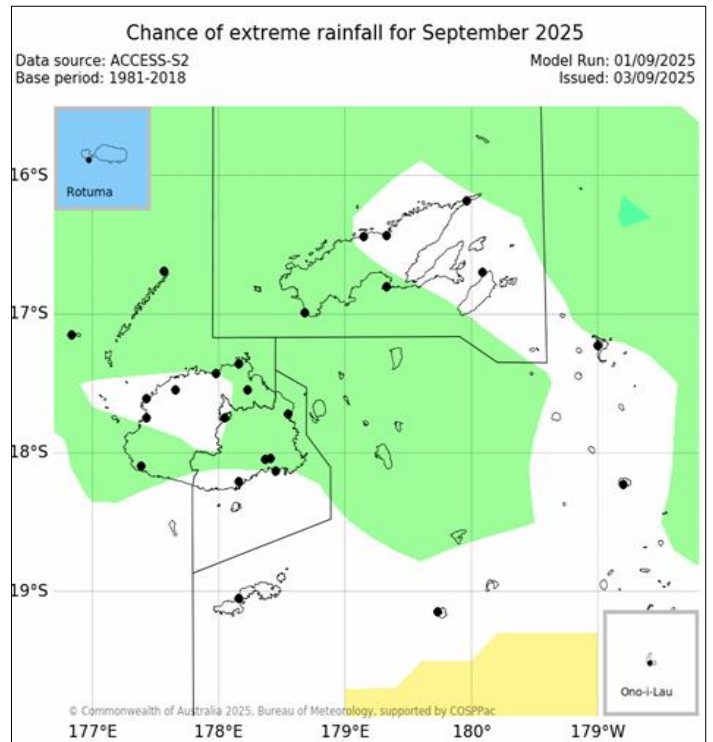 Chance of extreme rainfall for September 2025
Data source: ACCESS-S2
Base period: 1981-2018
Model Run: 01/09/2025
Issued: 03/09/2025
Rotuma
16°S
17°S
18°S
19°S
Ono-i-Lau
© Commonwealth of Australia 2025, Bureau of Meteorology, supported by COSPPac
177°E
178°E
179°E
180°
179°W